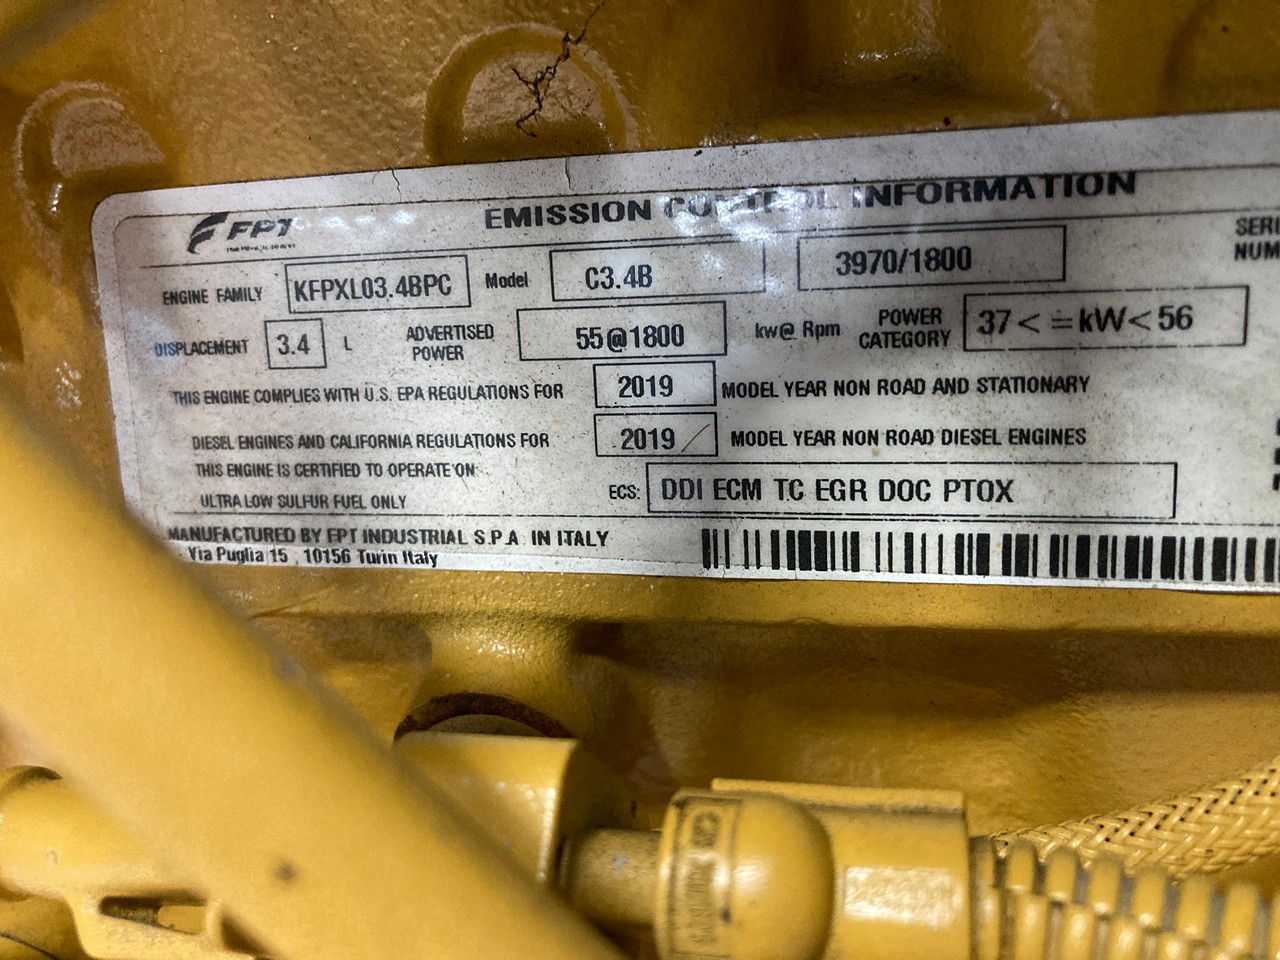 FPT
EMISSION CONTROL INFORMATION
SERI
NUM
ENGINE FAMILY KFPXL03.4BPC Model C3.4B 3970/1800
DISPLACEMENT 3.4 L ADVERTISED POWER 55@1800 kw@ Rpm POWER CATEGORY 37<≐kW<56
THIS ENGINE COMPLIES WITH U.S. EPA REGULATIONS FOR 2019 MODEL YEAR NON ROAD AND STATIONARY
DIESEL ENGINES AND CALIFORNIA REGULATIONS FOR 2019 MODEL YEAR NON ROAD DIESEL ENGINES
THIS ENGINE IS CERTIFIED TO OPERATE ON
ULTRA LOW SULFUR FUEL ONLY
ECS: DDI ECM TC EGR DOC PTOX
MANUFACTURED BY FPT INDUSTRIAL S.P.A. IN ITALY
Via Puglia 15, 10156 Turin Italy